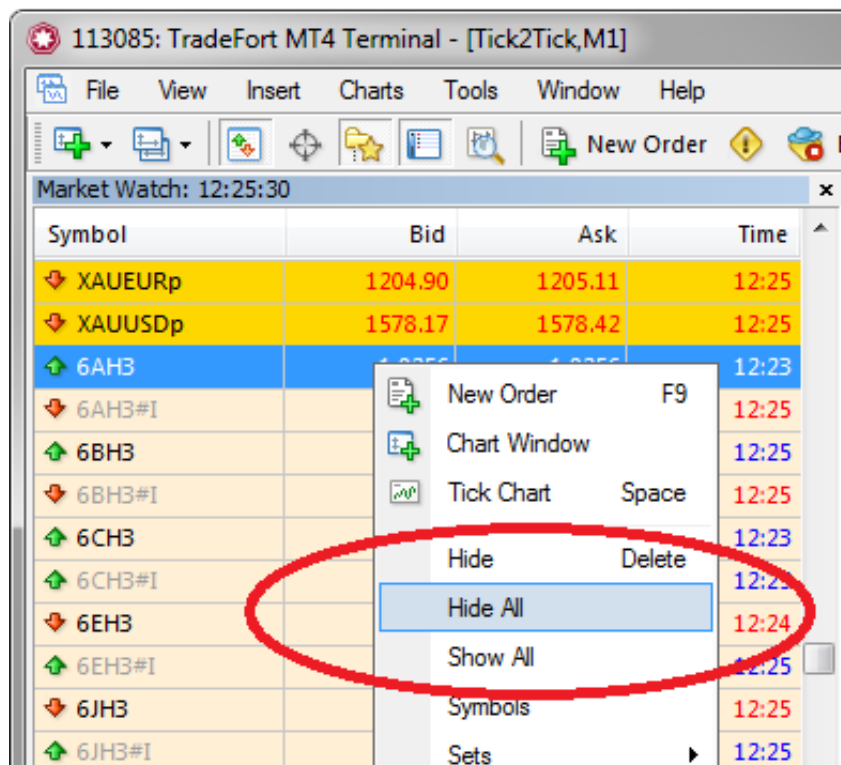 113085: TradeFort MT4 Terminal - [Tick2Tick,M1]
File View Insert Charts Tools Window Help
New Order
Market Watch: 12:25:30
Symbol Bid Ask Time
XAUEURp 1204.90 1205.11 12:25
XAUUSDp 1578.17 1578.42 12:25
6AH3 12:23
6AH3#I 12:25
6BH3 12:25
6BH3#I 12:25
6CH3 12:23
6CH3#I
6EH3 12:24
6EH3#I 12:25
6JH3 12:25
6JH3#I 12:25
New Order F9
Chart Window
Tick Chart Space
Hide Delete
Hide All
Show All
Symbols
Sets